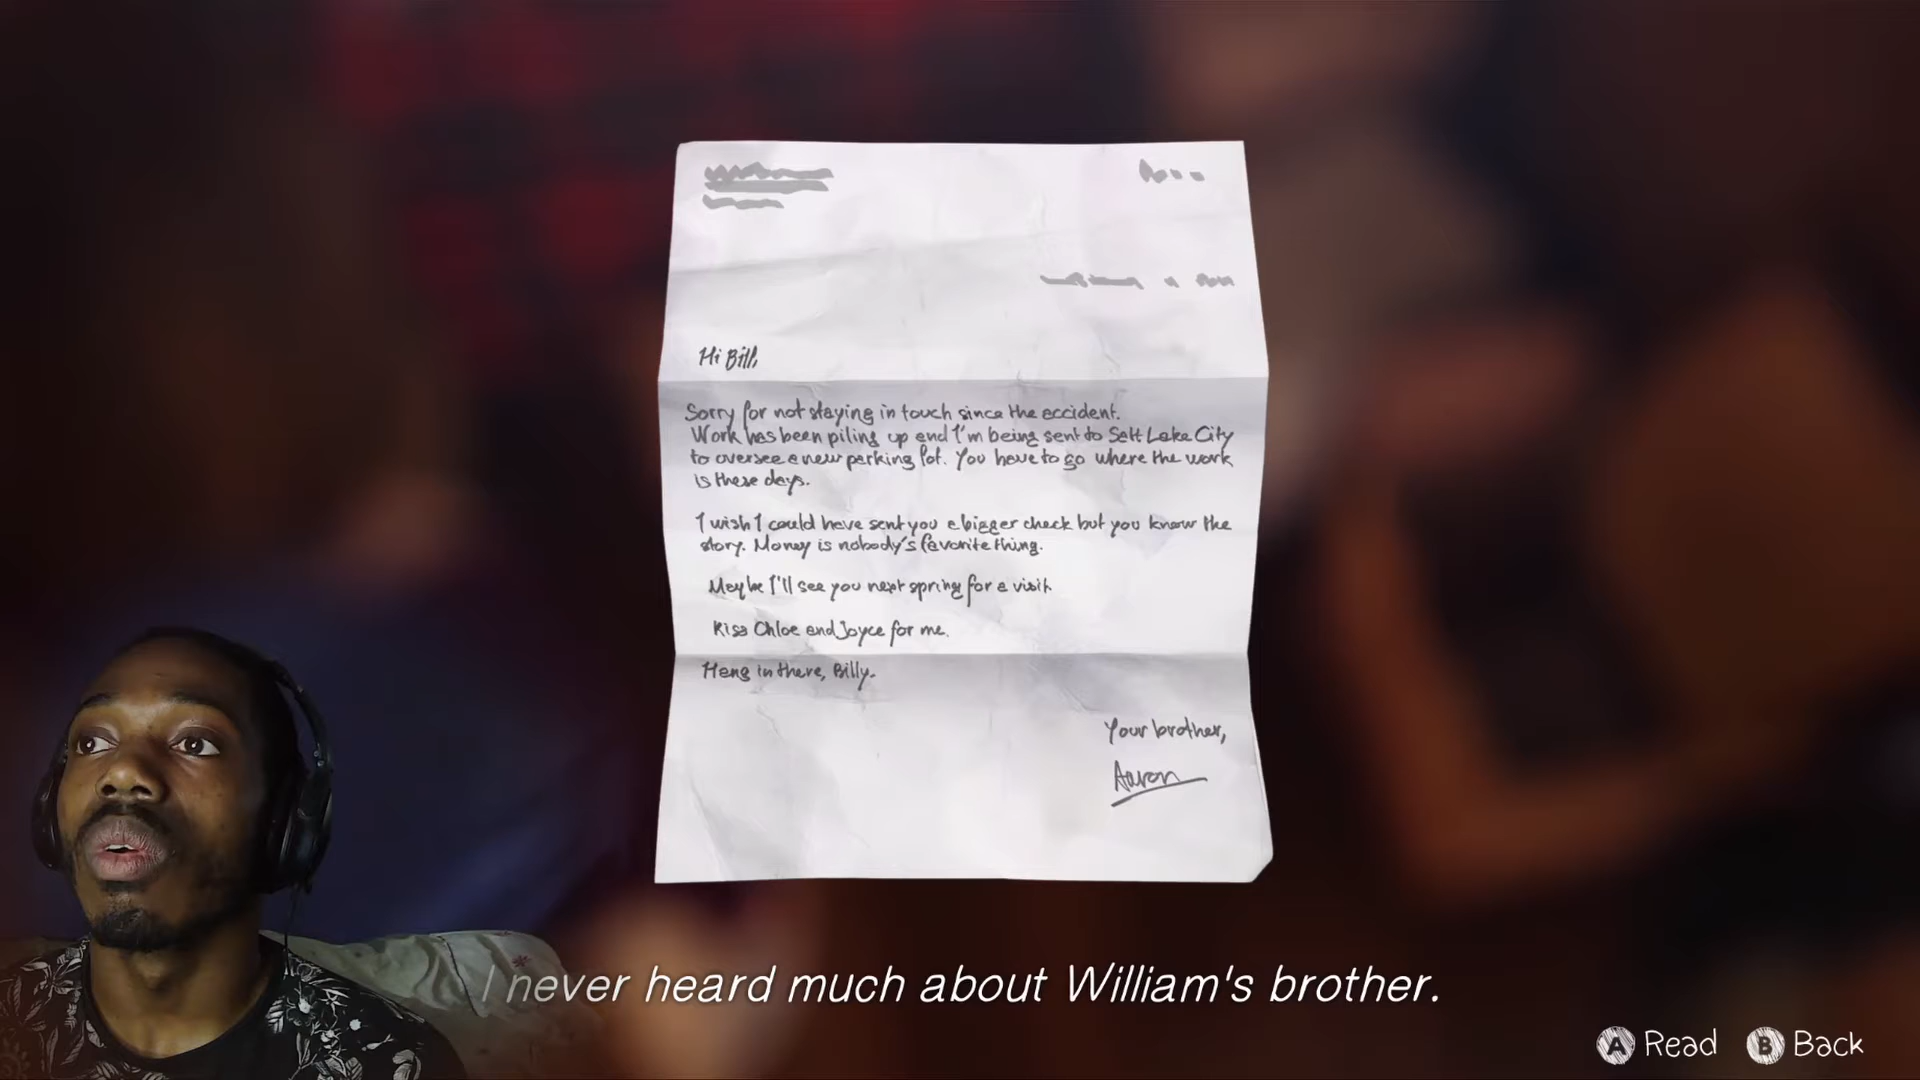 Hi Bill,
Sorry for not staying in touch since the accident.
Work has been piling up and I'm being sent to Salt Lake City
to oversee a new parking lot. You have to go where the work
is these days.
I wish I could have sent you a bigger check but you know the
story. Money is nobody's favorite thing.
Maybe I'll see you next spring for a visit.
Kiss Chloe and Joyce for me.
Hang in there, Billy.
Your brother,
Aaron
I never heard much about William's brother.
A Read B Back